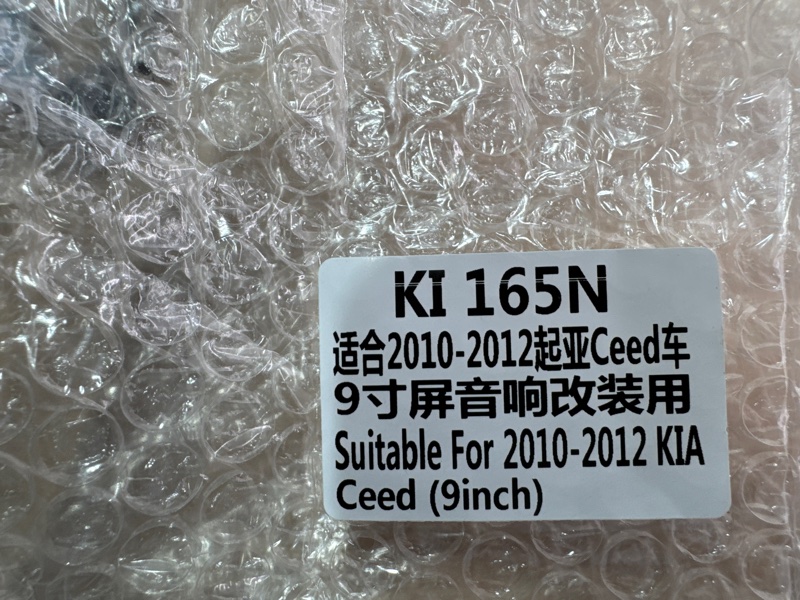 KI 165N
适合2010-2012起亚Ceed车
9寸屏音响改装用
Suitable For 2010-2012 KIA
Ceed (9inch)